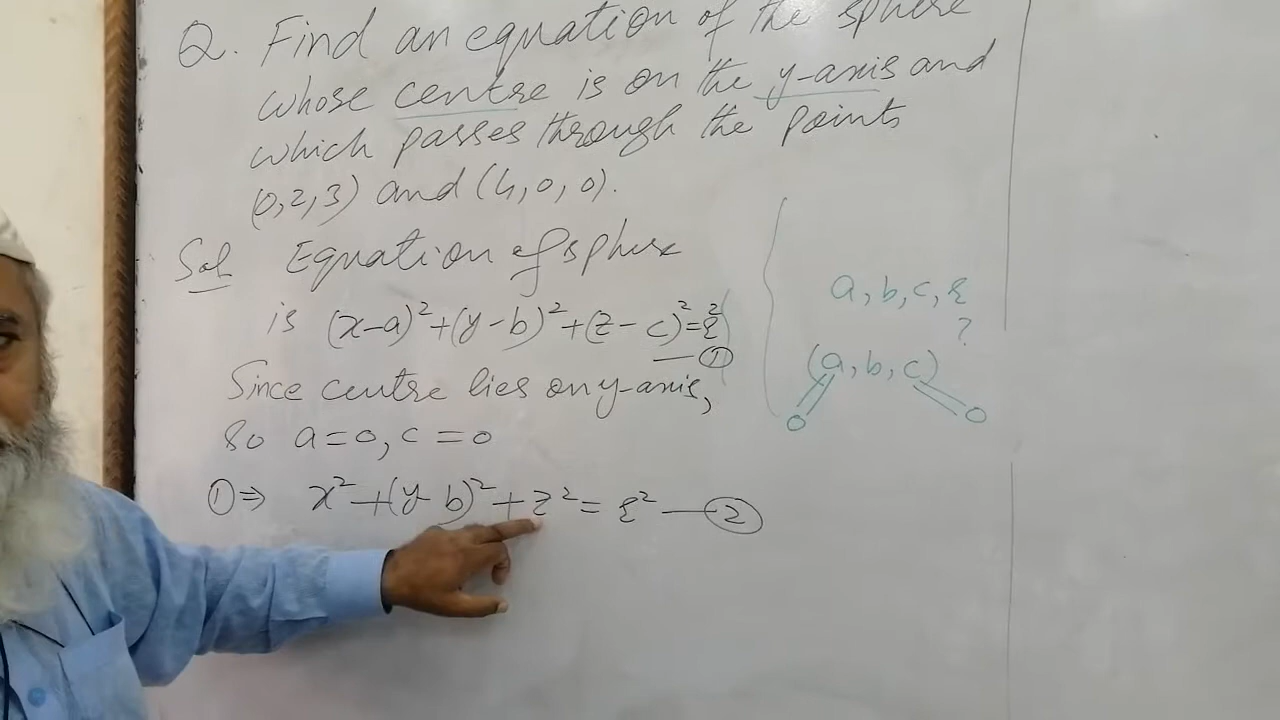 Q. Find an equation of the sphere
whose centre is on the y-axis and
which passes through the points
(0,2,3) and (4,0,0).
Sol Equation of sphere
is (x-a)²+(y-b)²+(z-c)²=r² —①
Since centre lies on y-axis,
so a=0, c=0
①⇒ x²+(y-b)²+z²=r² —②
a,b,c,r
?
(a,b,c)
0 0